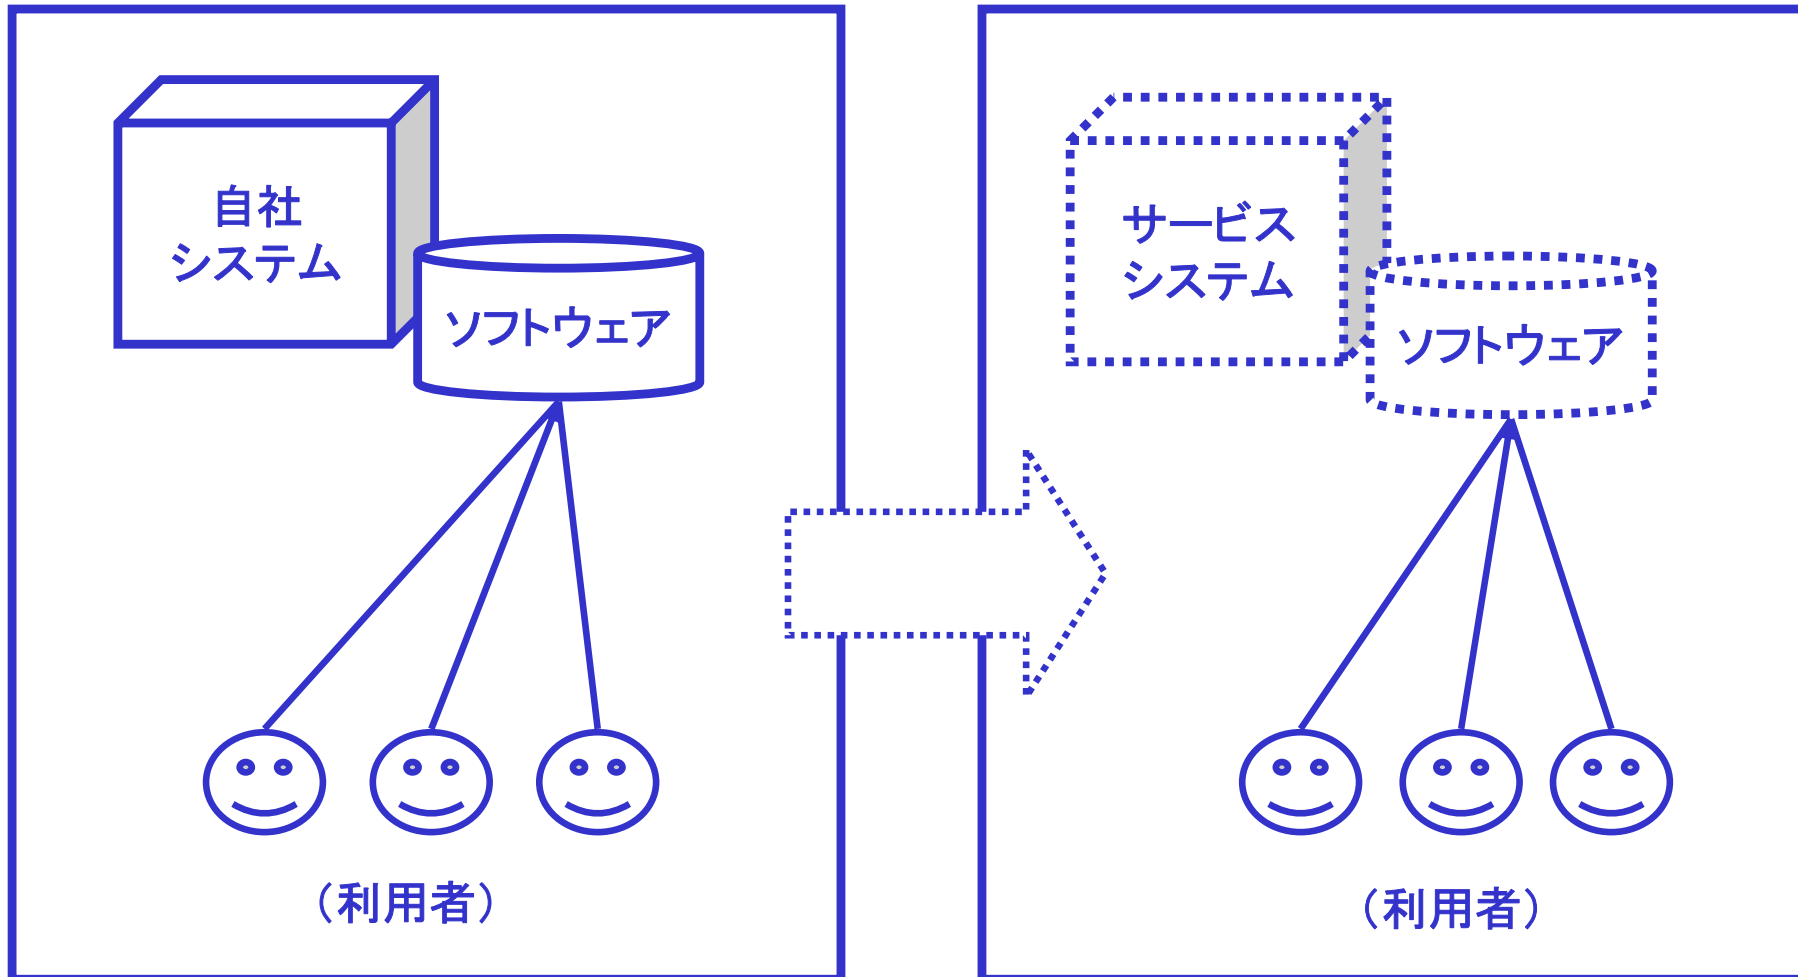 自社
システム
ソフトウェア
(利用者)
サービス
システム
ソフトウェア
(利用者)